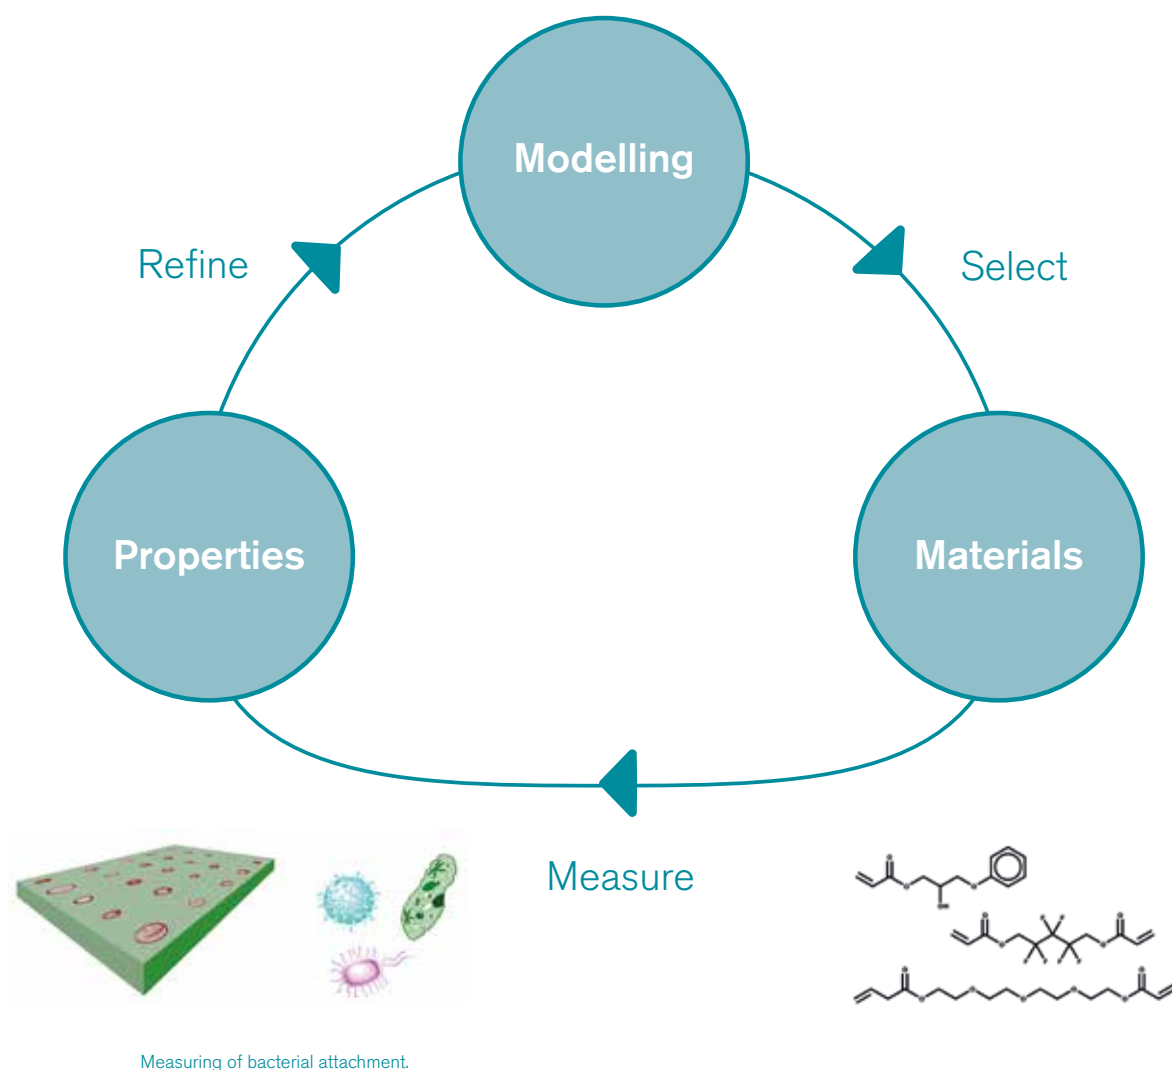 Modelling
Refine
Select
Properties
Materials
Measure
Measuring of bacterial attachment.